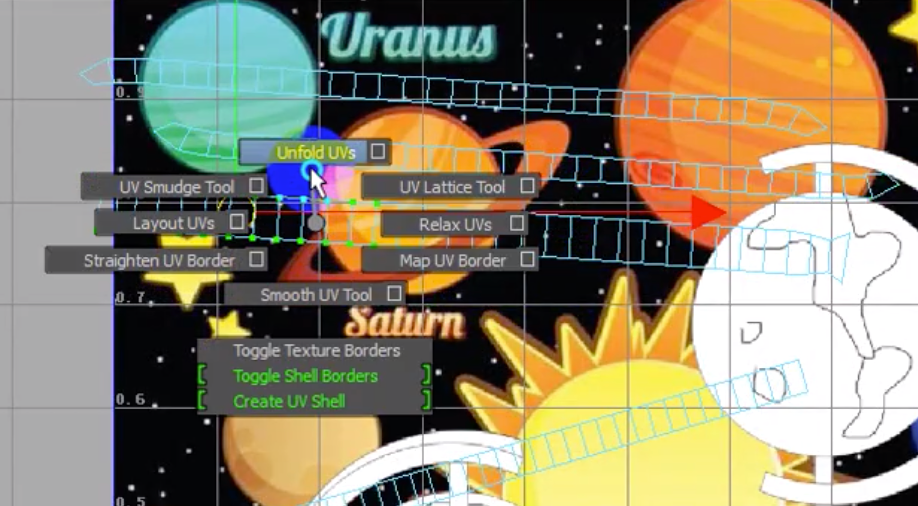 Uranus
0.9
Unfold UVs
UV Smudge Tool
UV Lattice Tool
Layout UVs
Relax UVs
Straighten UV Border
Map UV Border
Smooth UV Tool
0.7
Saturn
Toggle Texture Borders
[ Toggle Shell Borders ]
[ Create UV Shell ]
0.6
0.5